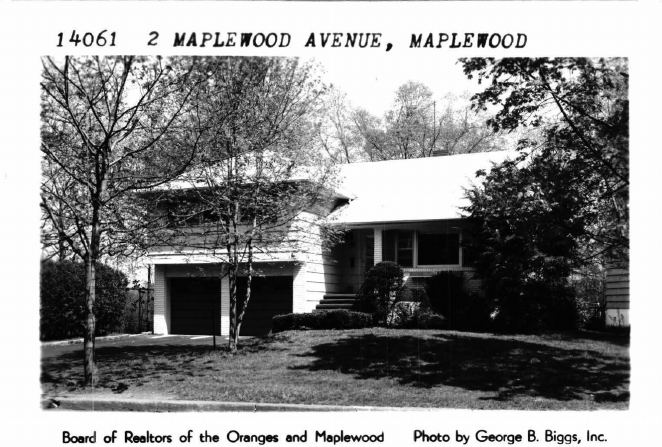 14061 2 MAPLEWOOD AVENUE, MAPLEWOOD
Board of Realtors of the Oranges and Maplewood Photo by George B. Biggs, Inc.